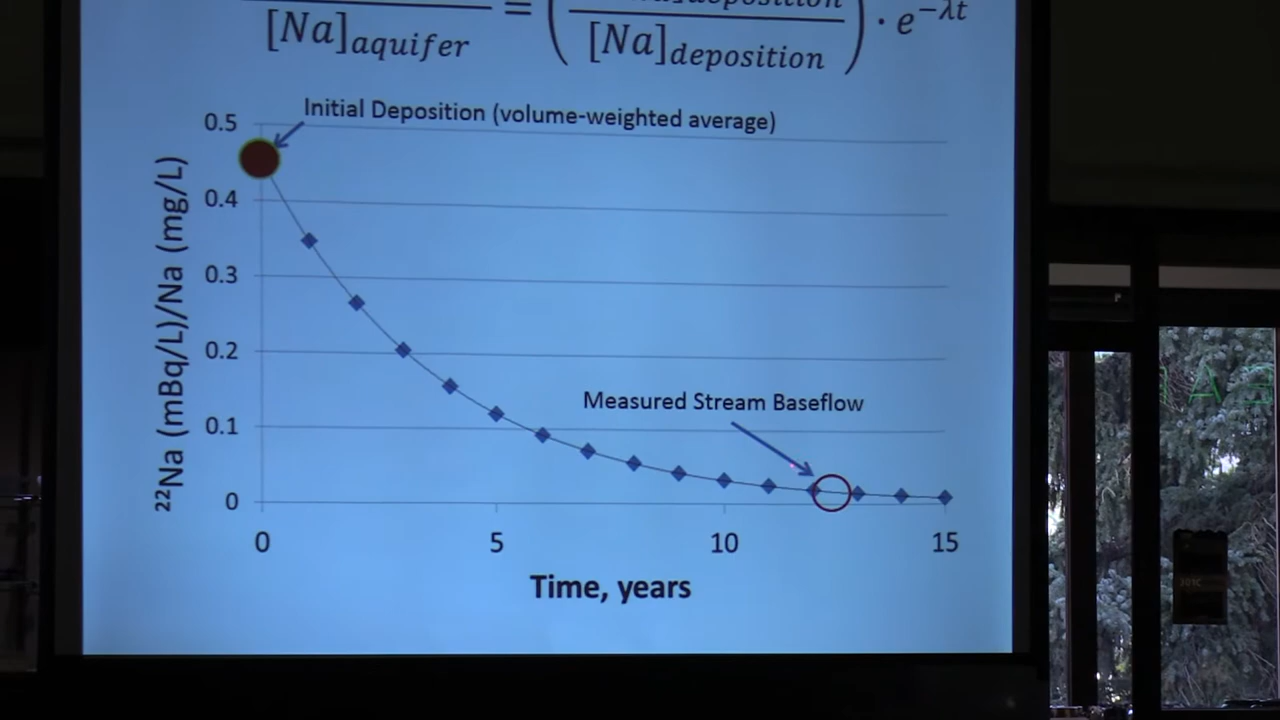 [Na]aquifer = ( [Na]deposition ) · e^−λt
Initial Deposition (volume-weighted average)
0.5
0.4
0.3
0.2
0.1
0
²²Na (mBq/L)/Na (mg/L)
Measured Stream Baseflow
0 5 10 15
Time, years